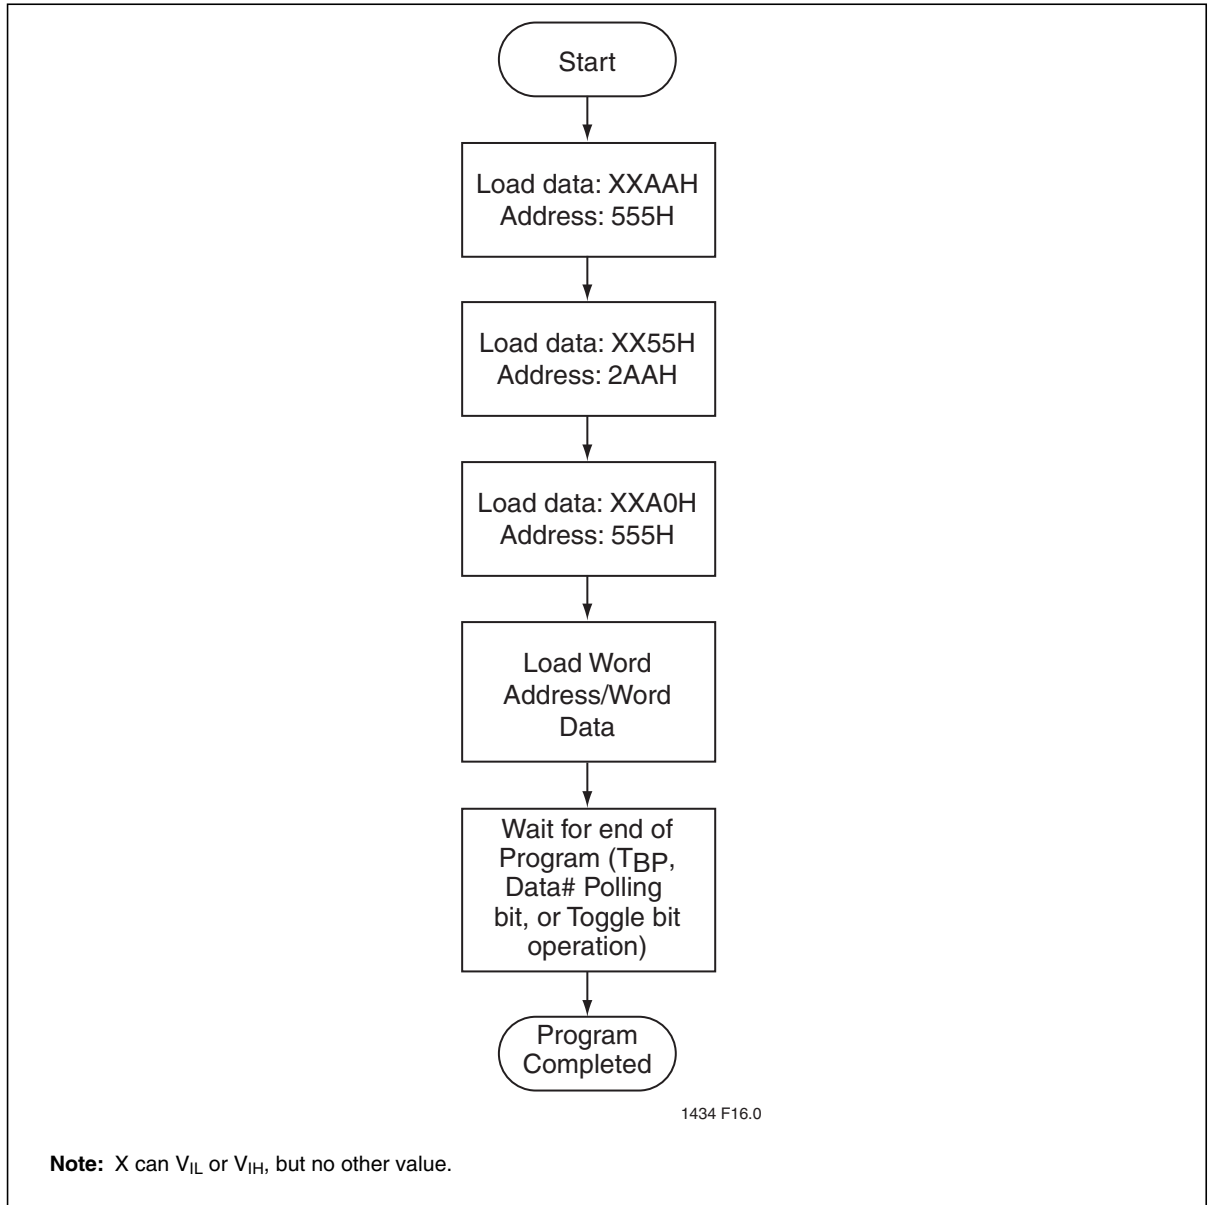 Start
Load data: XXAAH
Address: 555H
Load data: XX55H
Address: 2AAH
Load data: XXA0H
Address: 555H
Load Word
Address/Word
Data
Wait for end of
Program (TBP,
Data# Polling
bit, or Toggle bit
operation)
Program
Completed
1434 F16.0
Note: X can VIL or VIH, but no other value.